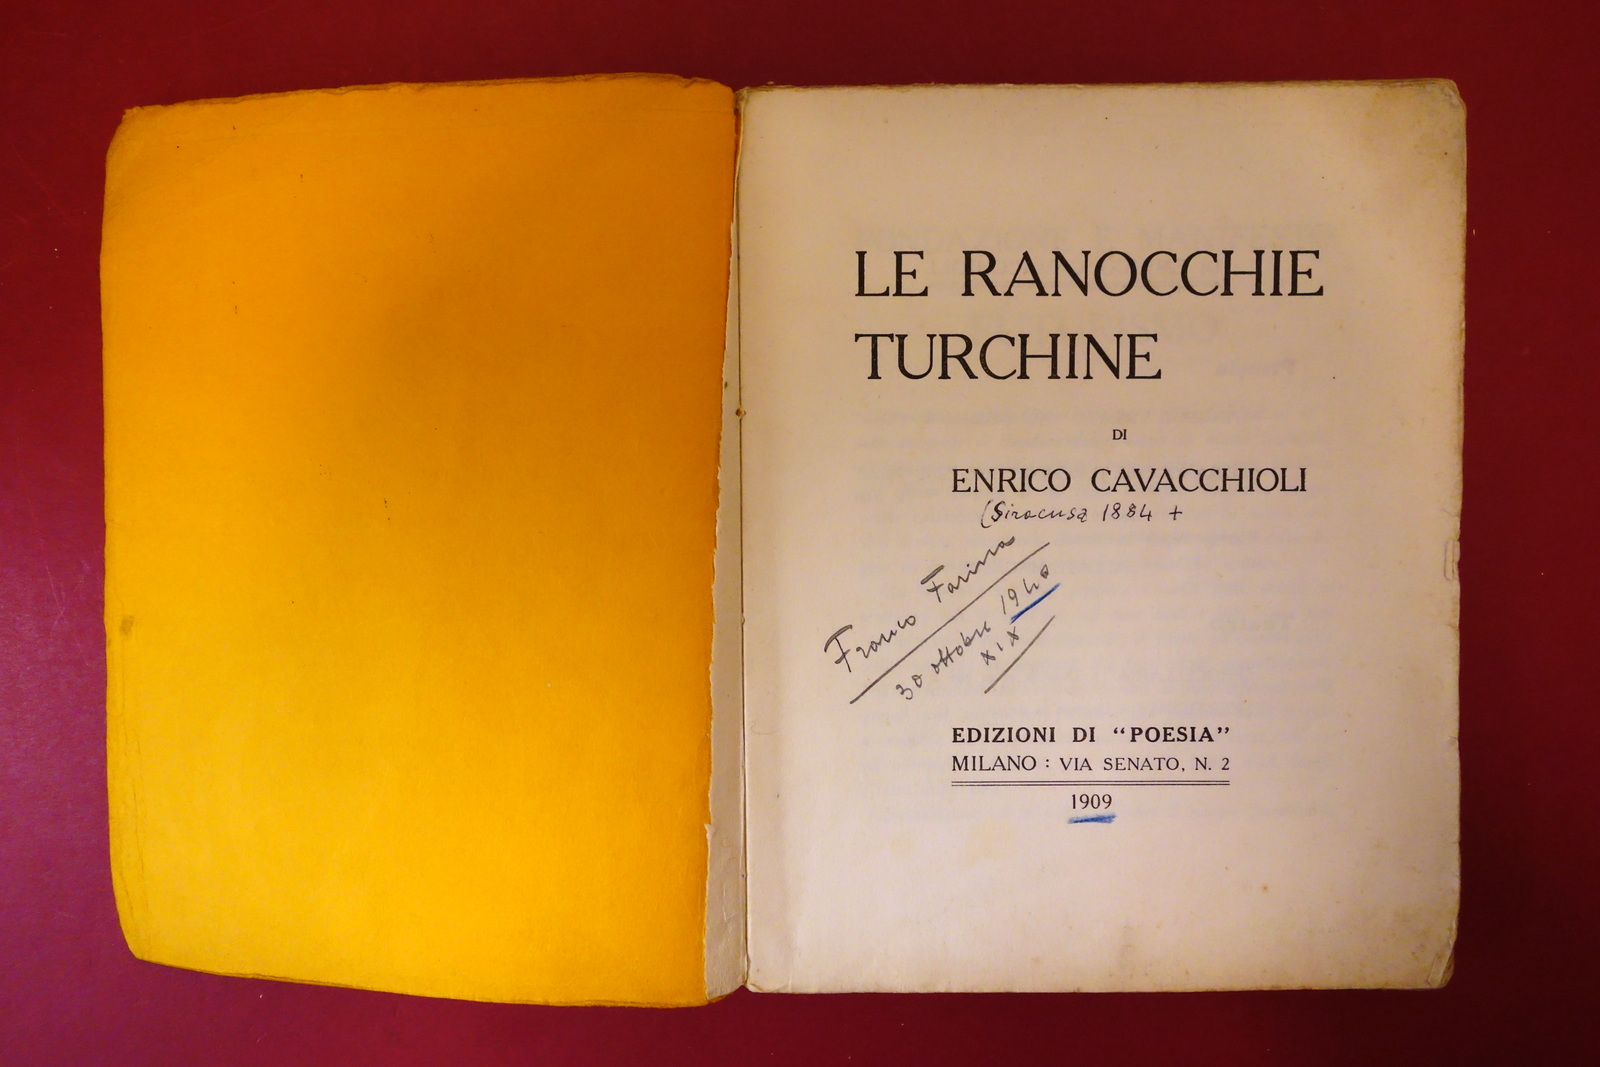 LE RANOCCHIE
TURCHINE
DI
ENRICO CAVACCHIOLI
(Siracusa 1884 +
Franco Farina
30 ottobre 1940
XIX
EDIZIONI DI “POESIA”
MILANO : VIA SENATO, N. 2
1909